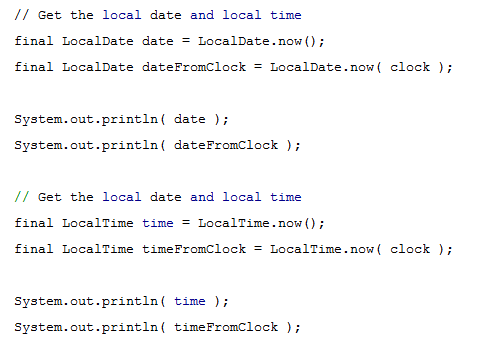 // Get the local date and local time
final LocalDate date = LocalDate.now();
final LocalDate dateFromClock = LocalDate.now( clock );
System.out.println( date );
System.out.println( dateFromClock );
// Get the local date and local time
final LocalTime time = LocalTime.now();
final LocalTime timeFromClock = LocalTime.now( clock );
System.out.println( time );
System.out.println( timeFromClock );